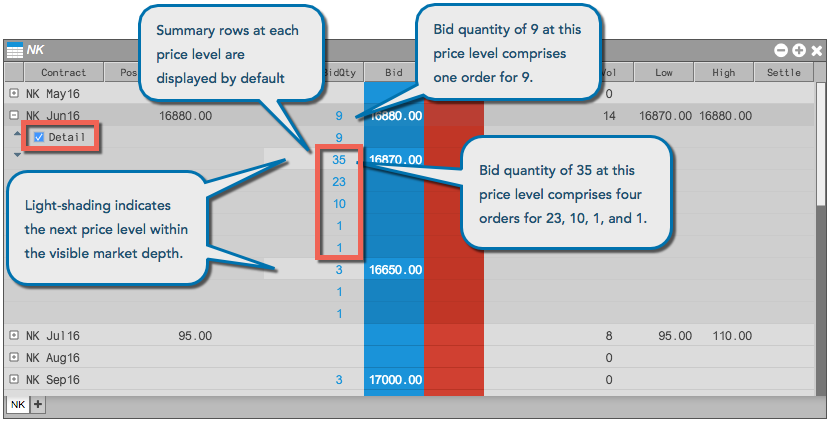 Summary rows at each
price level are
displayed by default
Bid quantity of 9 at this
price level comprises
one order for 9.
NK
Contract Pos BidQty Bid Vol Low High Settle
NK May16 0
NK Jun16 16880.00 9 16880.00 14 16870.00 16880.00
Detail 9
35 16870.00
23
10
1
1
Bid quantity of 35 at this
price level comprises four
orders for 23, 10, 1, and 1.
Light-shading indicates
the next price level within
the visible market depth.
3 16650.00
1
1
NK Jul16 95.00 8 95.00 110.00
NK Aug16 0
NK Sep16 3 17000.00 0
NK